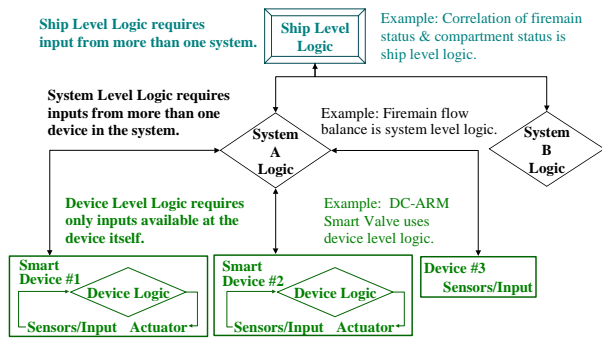 Ship Level Logic requires
input from more than one system.
Ship Level
Logic
Example: Correlation of firemain
status & compartment status is
ship level logic.
System Level Logic requires
inputs from more than one
device in the system.
Example: Firemain flow
balance is system level logic.
System
A
Logic
System
B
Logic
Device Level Logic requires
only inputs available at the
device itself.
Example:  DC-ARM
Smart Valve uses
device level logic.
Smart
Device #1
Device Logic
Sensors/Input
Actuator
Smart
Device #2
Device Logic
Sensors/Input
Actuator
Device #3
Sensors/Input